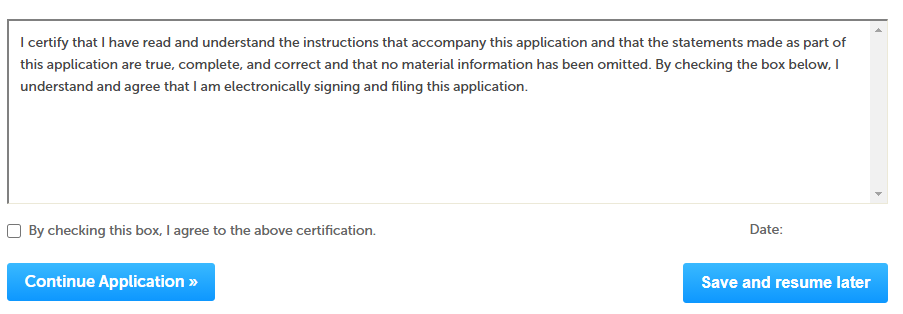 I certify that I have read and understand the instructions that accompany this application and that the statements made as part of
this application are true, complete, and correct and that no material information has been omitted. By checking the box below, I
understand and agree that I am electronically signing and filing this application.
By checking this box, I agree to the above certification.
Date:
Continue Application »
Save and resume later